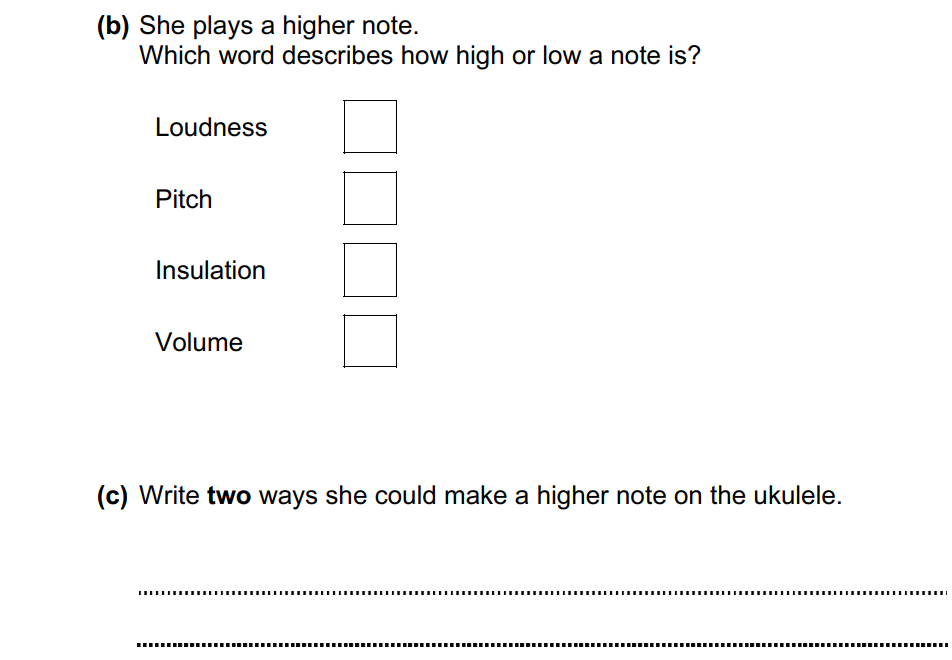 (b) She plays a higher note.
Which word describes how high or low a note is?
Loudness
Pitch
Insulation
Volume
(c) Write two ways she could make a higher note on the ukulele.